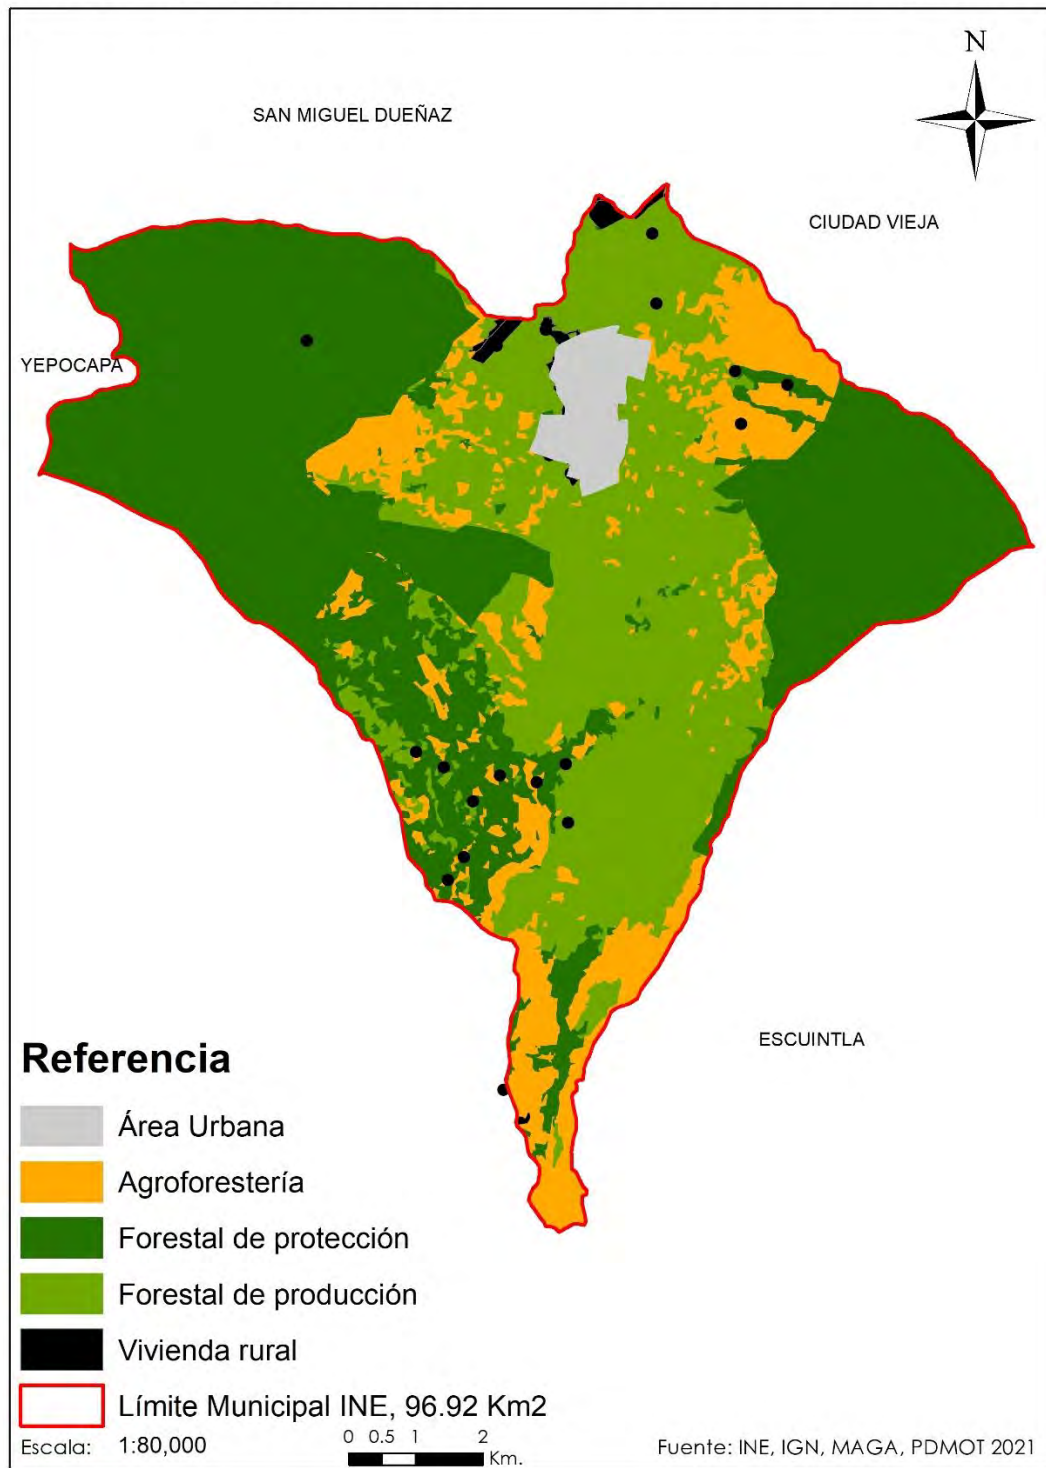 N
SAN MIGUEL DUEÑAZ
CIUDAD VIEJA
YEPOCAPA
ESCUINTLA
Referencia
Área Urbana
Agroforestería
Forestal de protección
Forestal de producción
Vivienda rural
Límite Municipal INE, 96.92 Km2
Escala: 1:80,000
0 0.5 1 2
Km.
Fuente: INE, IGN, MAGA, PDMOT 2021